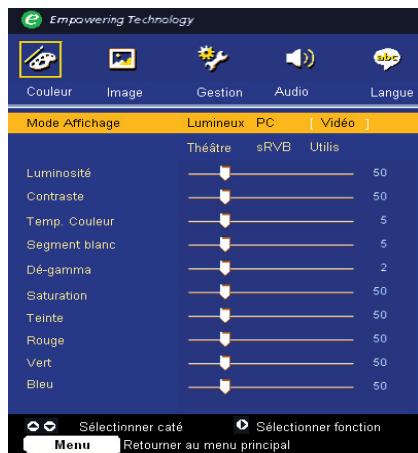 Empowering Technology
Couleur Image Gestion Audio Langue
Mode Affichage Lumineux PC [ Vidéo ]
Théâtre sRVB Utilis
Luminosité 50
Contraste 50
Temp. Couleur 5
Segment blanc 5
Dé-gamma 2
Saturation 50
Teinte 50
Rouge 50
Vert 50
Bleu 50
Sélectionner caté Sélectionner fonction
Menu Retourner au menu principal